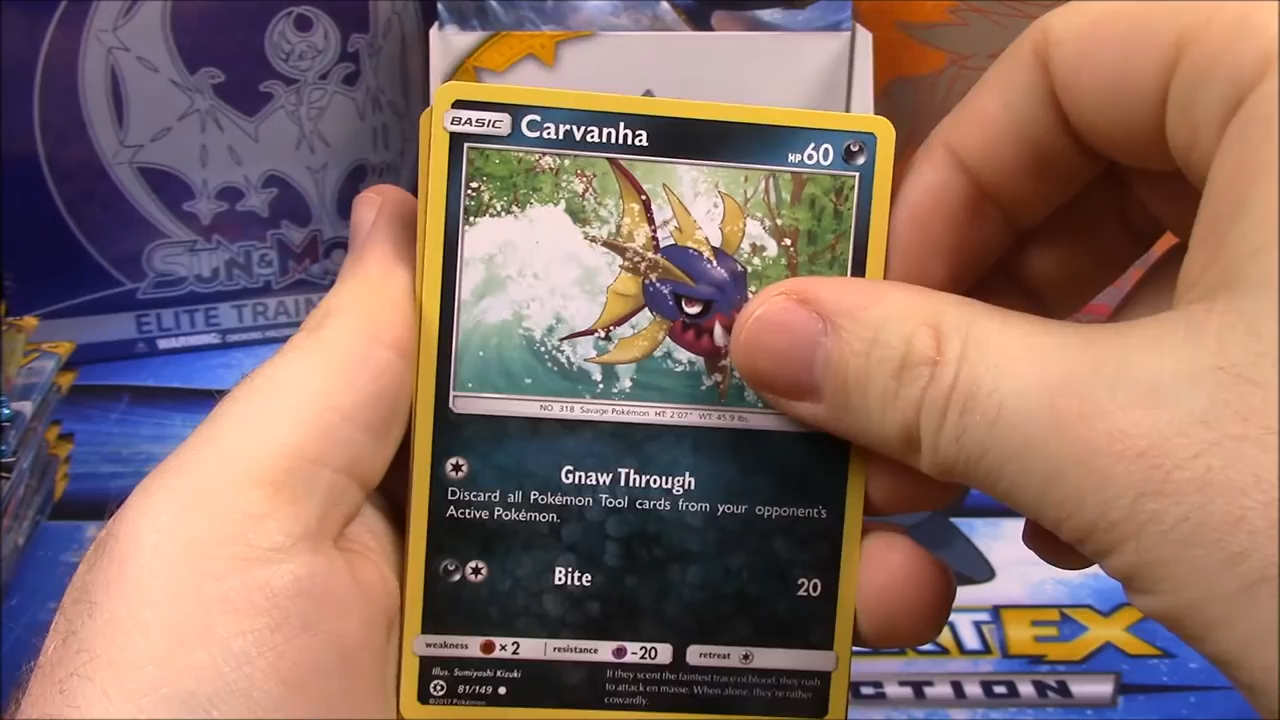 BASIC Carvanha HP 60
NO. 318 Savage Pokémon HT: 2'07" WT: 45.9 lbs.
Gnaw Through
Discard all Pokémon Tool cards from your opponent's
Active Pokémon.
Bite 20
weakness × 2 resistance -20 retreat
Illus. Sumiyoshi Kizuki
81/149
©2017 Pokémon
If they scent the faintest trace of blood, they rush
to attack en masse. When alone, they're rather
cowardly.
SUN & MO
ELITE TRAIN
WARNING:
EX
CTION